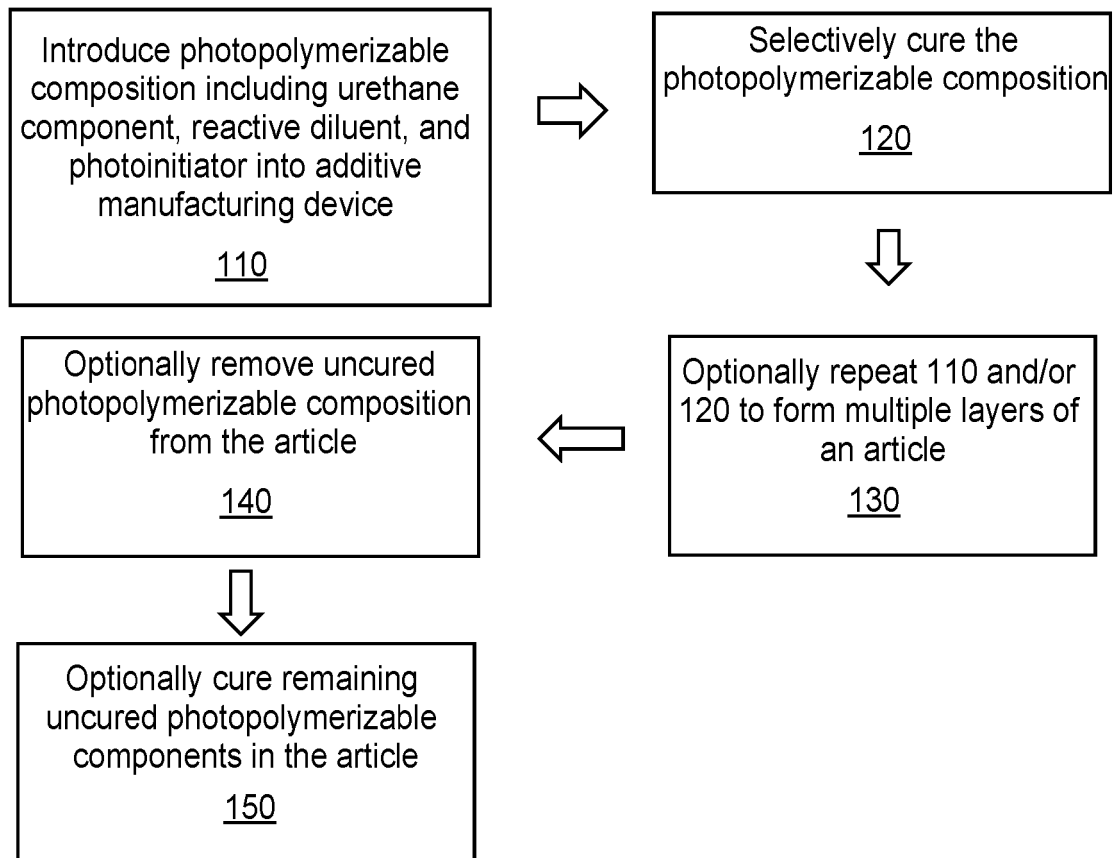 Introduce photopolymerizable
composition including urethane
component, reactive diluent, and
photoinitiator into additive
manufacturing device
110
Selectively cure the
photopolymerizable composition
120
Optionally repeat 110 and/or
120 to form multiple layers of
an article
130
Optionally remove uncured
photopolymerizable composition
from the article
140
Optionally cure remaining
uncured photopolymerizable
components in the article
150